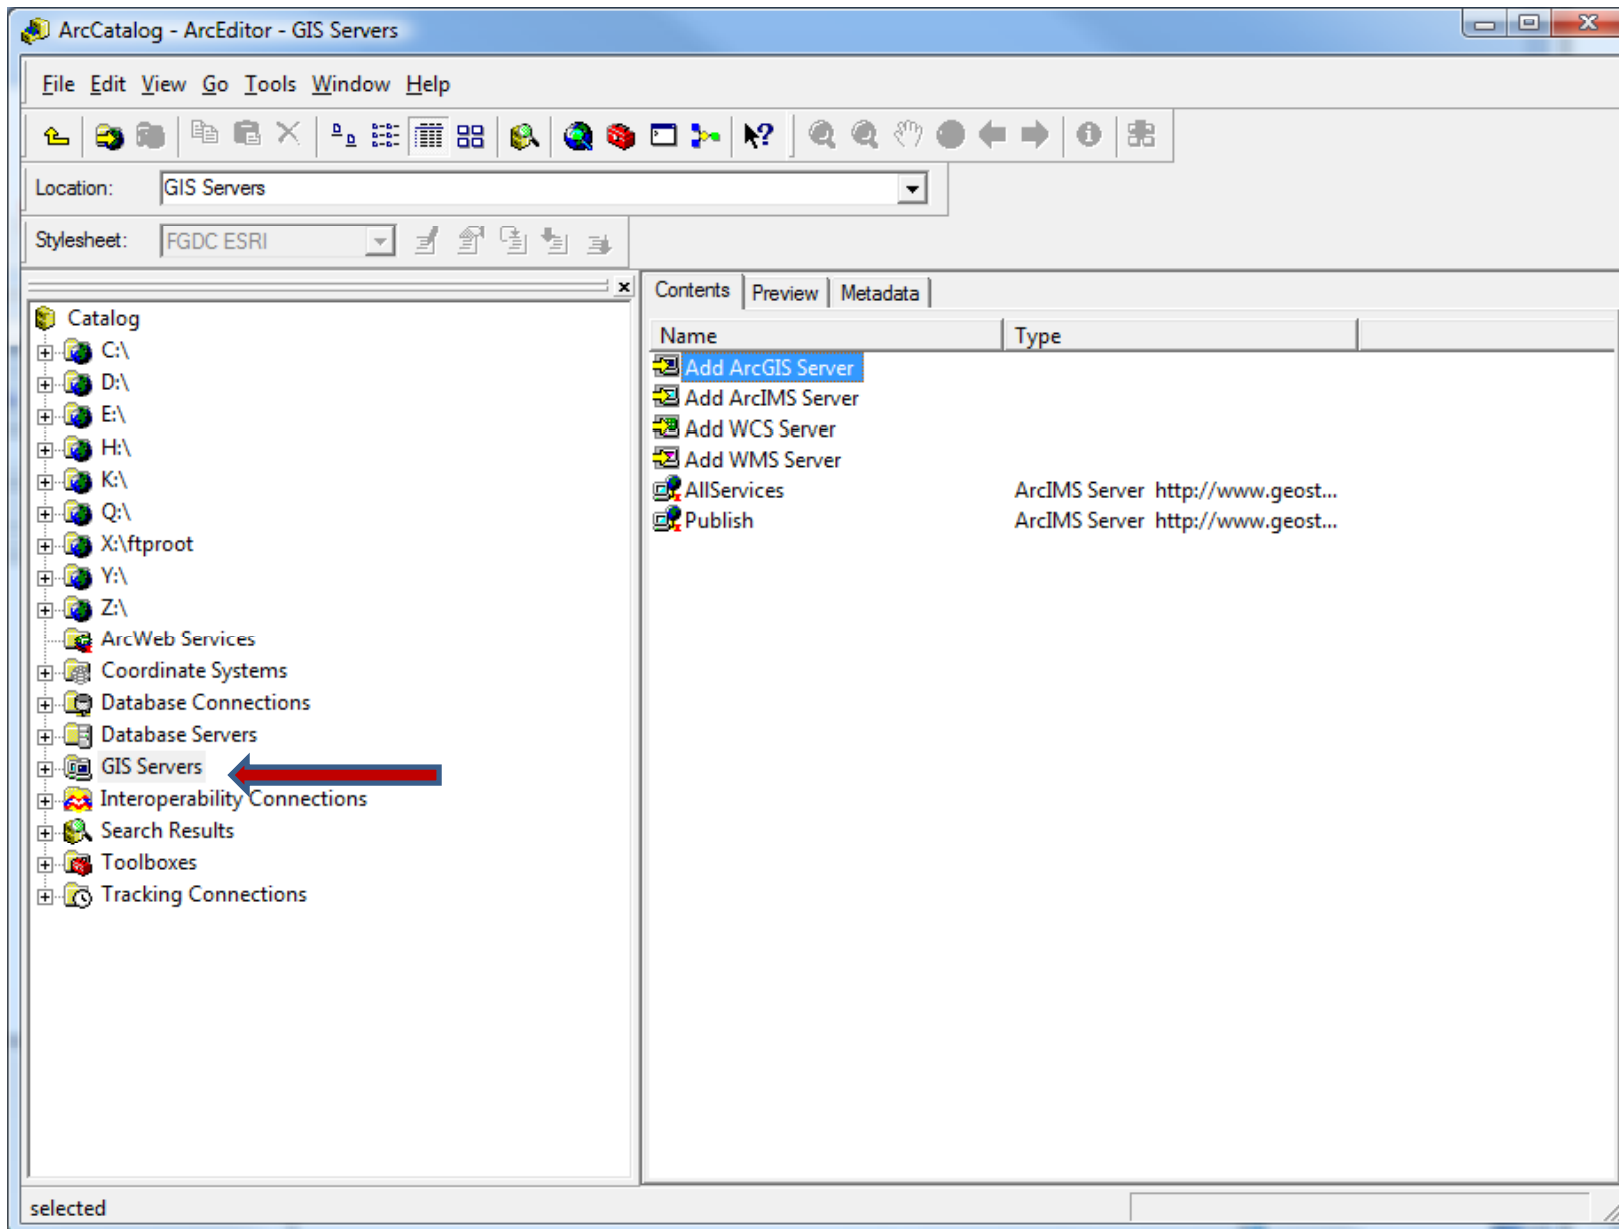 ArcCatalog - ArcEditor - GIS Servers
File Edit View Go Tools Window Help
Location: GIS Servers
Stylesheet: FGDC ESRI
Contents Preview Metadata
Catalog
C:\
D:\
E:\
H:\
K:\
Q:\
X:\ftproot
Y:\
Z:\
ArcWeb Services
Coordinate Systems
Database Connections
Database Servers
GIS Servers
Interoperability Connections
Search Results
Toolboxes
Tracking Connections
Name Type
Add ArcGIS Server
Add ArcIMS Server
Add WCS Server
Add WMS Server
AllServices ArcIMS Server http://www.geost...
Publish ArcIMS Server http://www.geost...
selected